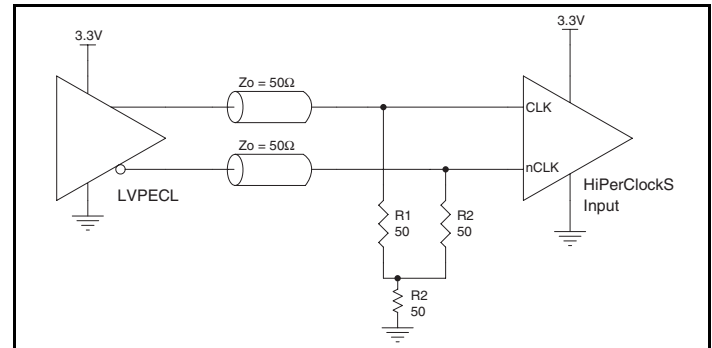 3.3V
3.3V
Zo = 50Ω
CLK
Zo = 50Ω
nCLK
LVPECL
HiPerClockS
Input
R1
50
R2
50
R2
50